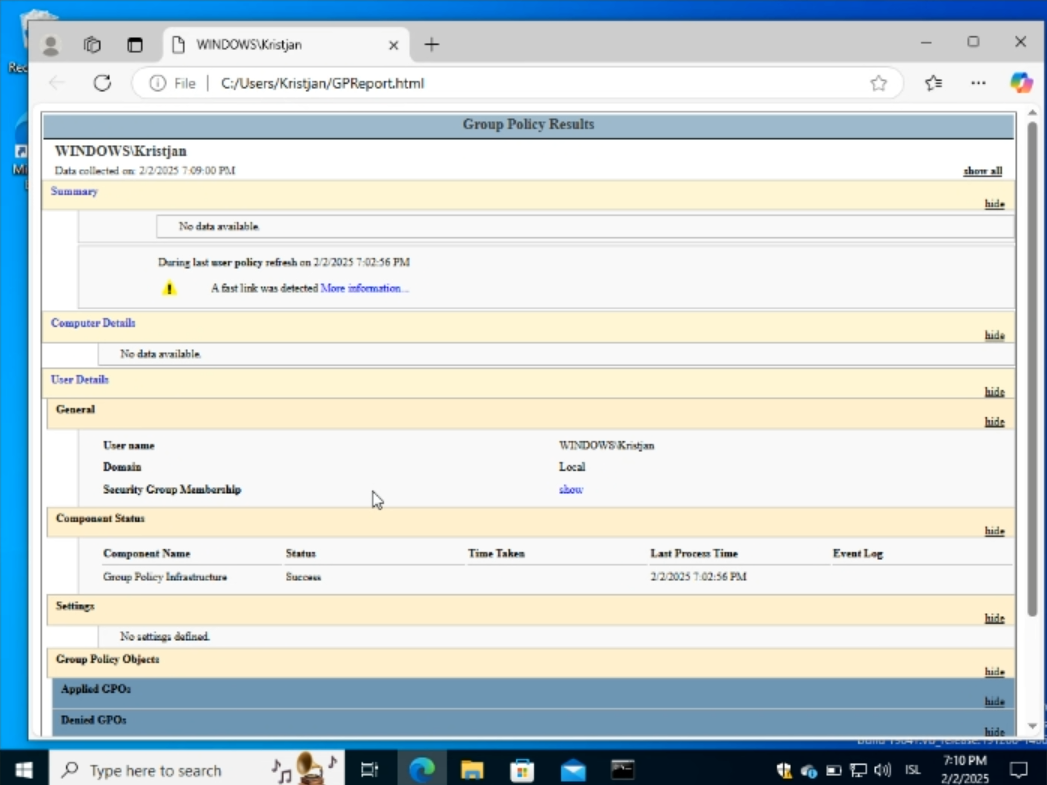 WINDOWS\Kristjan
File
C:/Users/Kristjan/GPReport.html
Group Policy Results
WINDOWS\Kristjan
Data collected on: 2/2/2025 7:09:00 PM
show all
Summary
hide
No data available.
During last user policy refresh on 2/2/2025 7:02:56 PM
A fast link was detected More information...
Computer Details
hide
No data available.
User Details
hide
General
hide
User name WINDOWS\Kristjan
Domain Local
Security Group Membership show
Component Status
hide
Component Name Status Time Taken Last Process Time Event Log
Group Policy Infrastructure Success 2/2/2025 7:02:56 PM
Settings
hide
No settings defined.
Group Policy Objects
hide
Applied GPOs
hide
Denied GPOs
hide
Type here to search
ISL
7:10 PM
2/2/2025